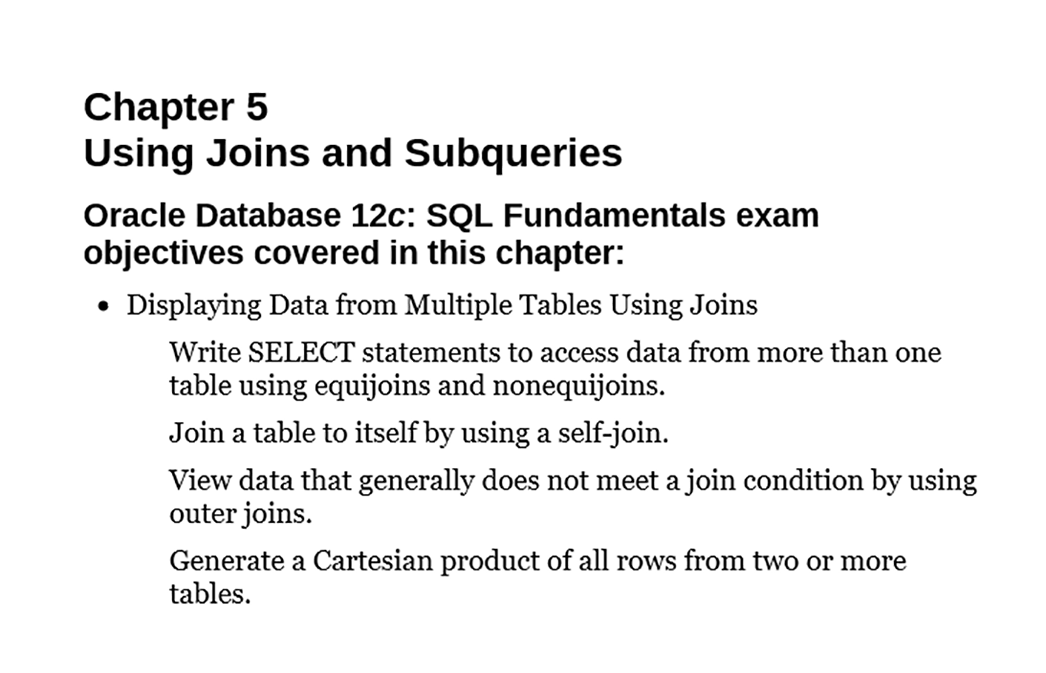 Chapter 5
Using Joins and Subqueries
Oracle Database 12c: SQL Fundamentals exam
objectives covered in this chapter:
• Displaying Data from Multiple Tables Using Joins
Write SELECT statements to access data from more than one
table using equijoins and nonequijoins.
Join a table to itself by using a self-join.
View data that generally does not meet a join condition by using
outer joins.
Generate a Cartesian product of all rows from two or more
tables.